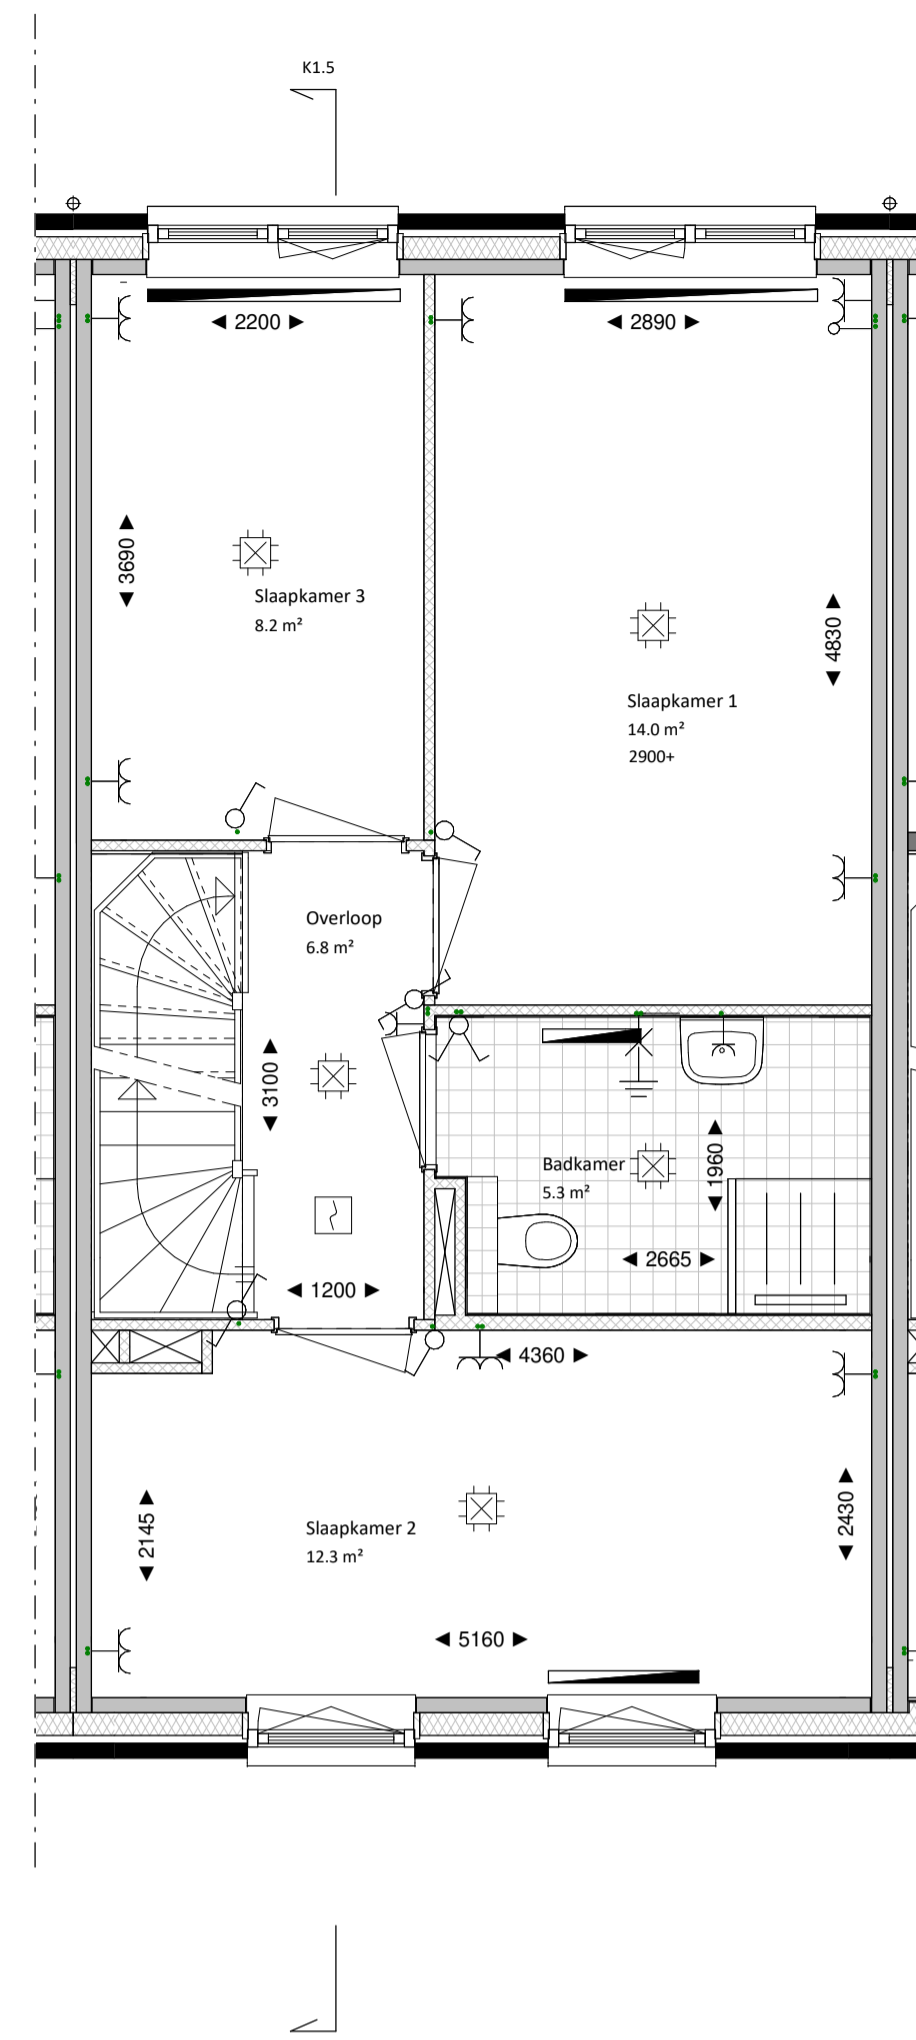 K1.5
2200
2890
3690
Slaapkamer 3
8.2 m²
4830
Slaapkamer 1
14.0 m²
2900+
Overloop
6.8 m²
3100
Badkamer
5.3 m²
1960
2665
1200
4360
2145
Slaapkamer 2
12.3 m²
2430
5160